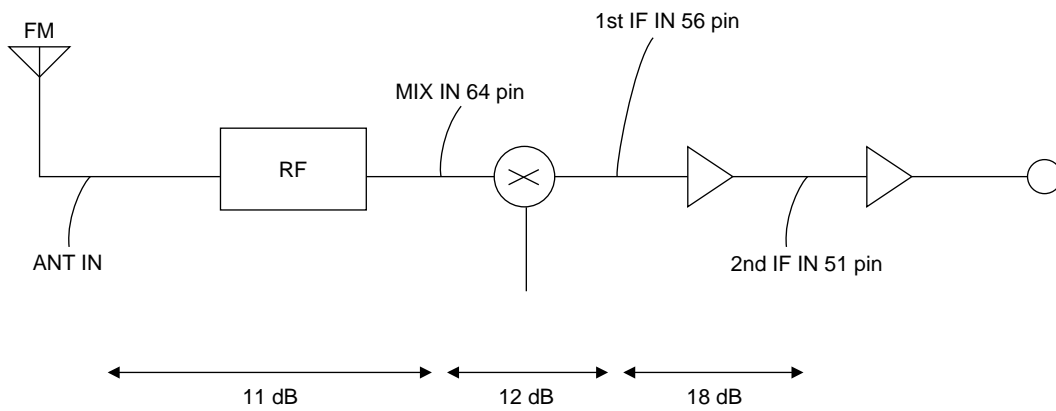 FM
1st IF IN 56 pin
MIX IN 64 pin
RF
ANT IN
2nd IF IN 51 pin
11 dB
12 dB
18 dB